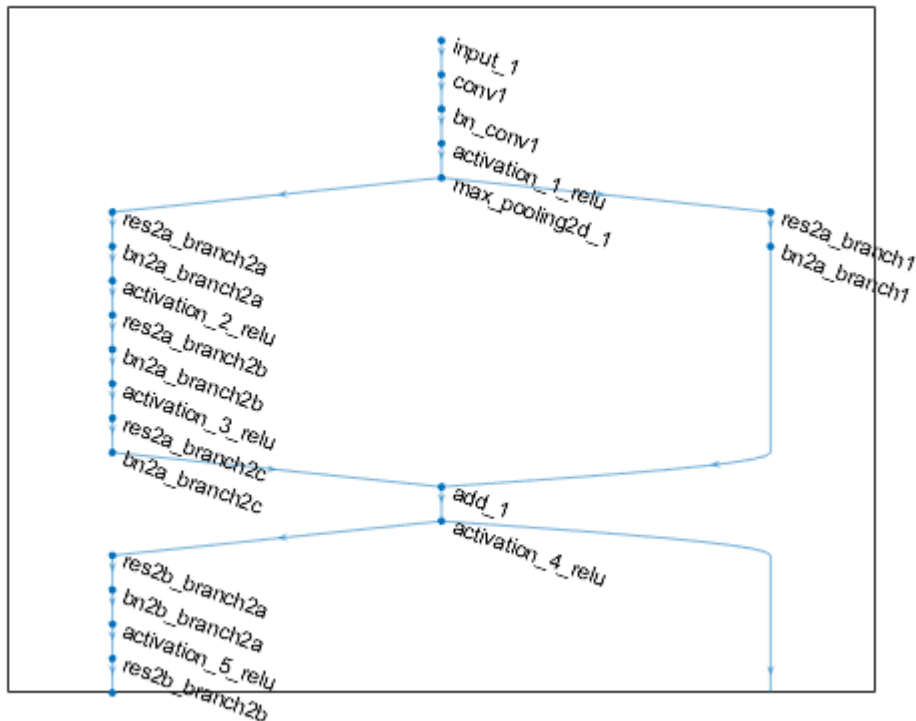 input_1
conv1
bn_conv1
activation_1_relu
max_pooling2d_1
res2a_branch2a
bn2a_branch2a
activation_2_relu
res2a_branch2b
bn2a_branch2b
activation_3_relu
res2a_branch2c
bn2a_branch2c
res2a_branch1
bn2a_branch1
add_1
activation_4_relu
res2b_branch2a
bn2b_branch2a
activation_5_relu
res2b_branch2b